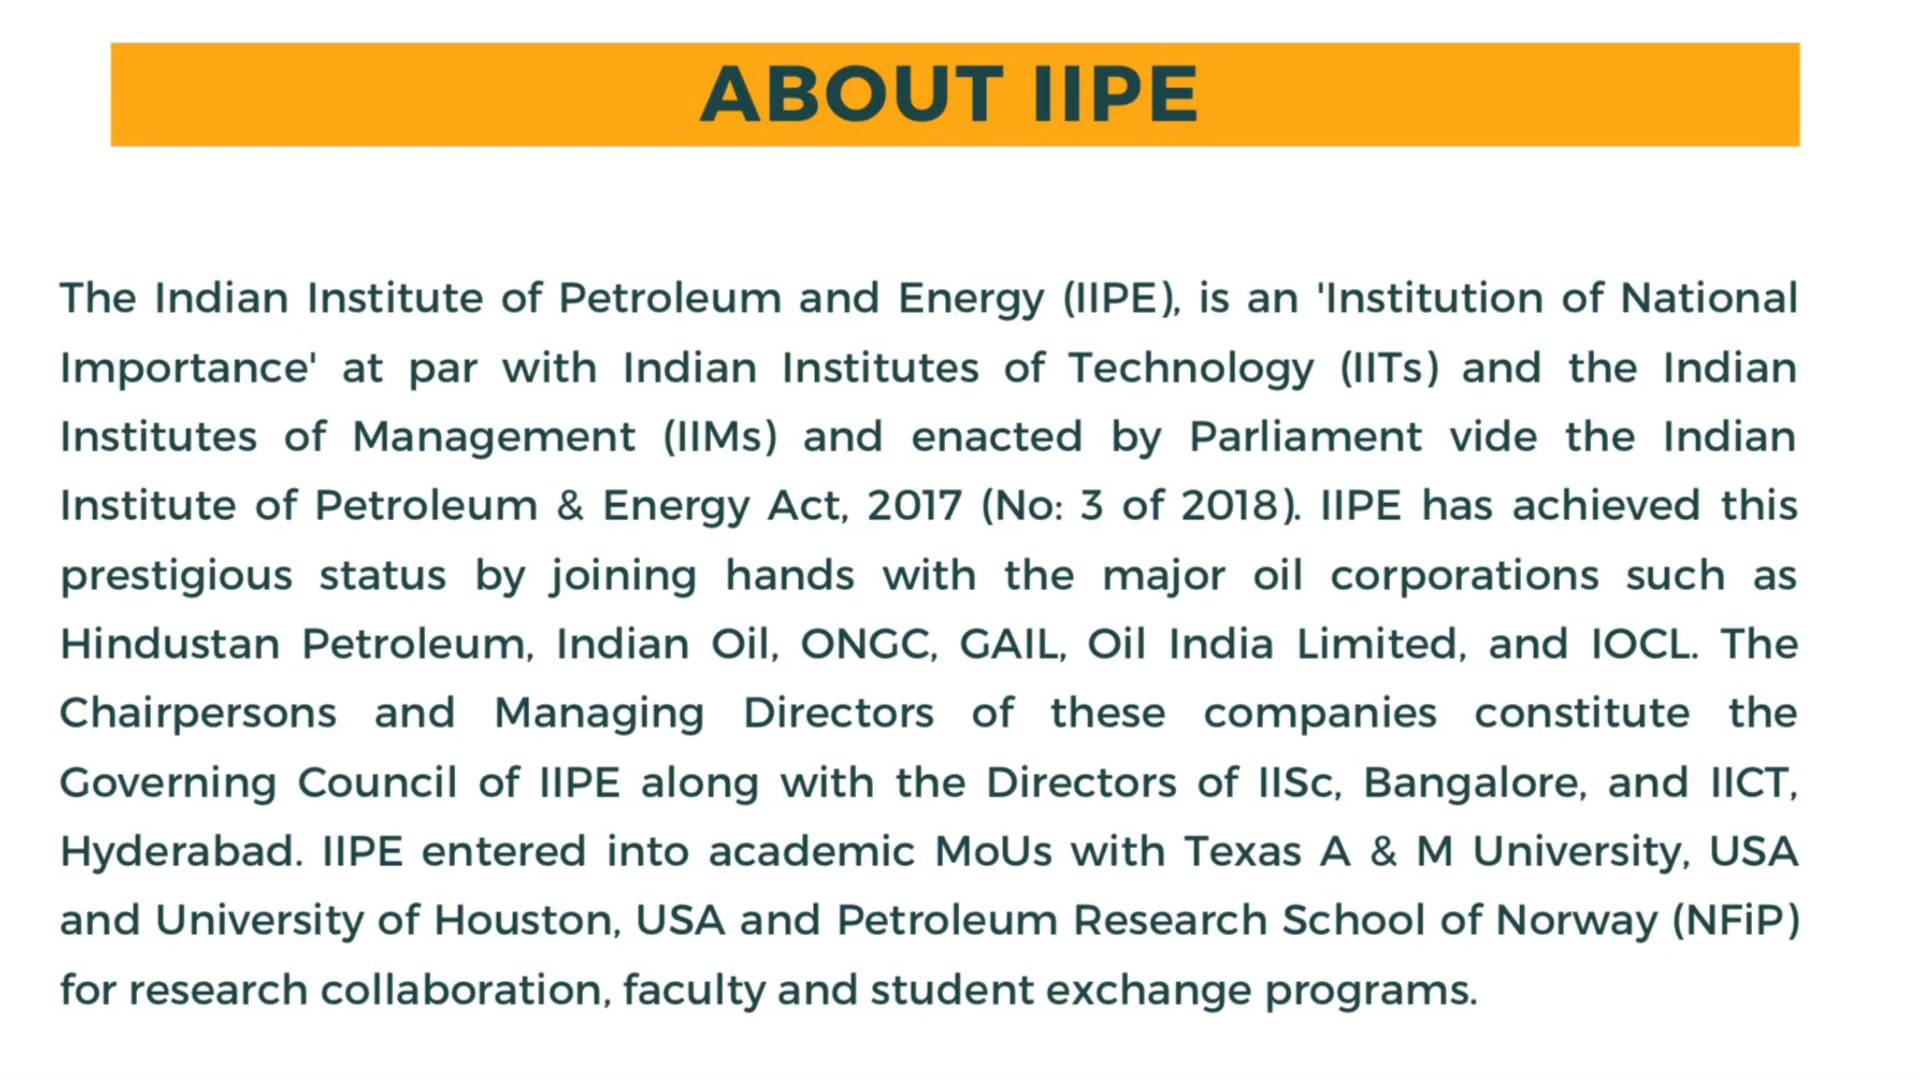 ABOUT IIPE
The Indian Institute of Petroleum and Energy (IIPE), is an 'Institution of National
Importance' at par with Indian Institutes of Technology (IITs) and the Indian
Institutes of Management (IIMs) and enacted by Parliament vide the Indian
Institute of Petroleum & Energy Act, 2017 (No: 3 of 2018). IIPE has achieved this
prestigious status by joining hands with the major oil corporations such as
Hindustan Petroleum, Indian Oil, ONGC, GAIL, Oil India Limited, and IOCL. The
Chairpersons and Managing Directors of these companies constitute the
Governing Council of IIPE along with the Directors of IISc, Bangalore, and IICT,
Hyderabad. IIPE entered into academic MoUs with Texas A & M University, USA
and University of Houston, USA and Petroleum Research School of Norway (NFiP)
for research collaboration, faculty and student exchange programs.